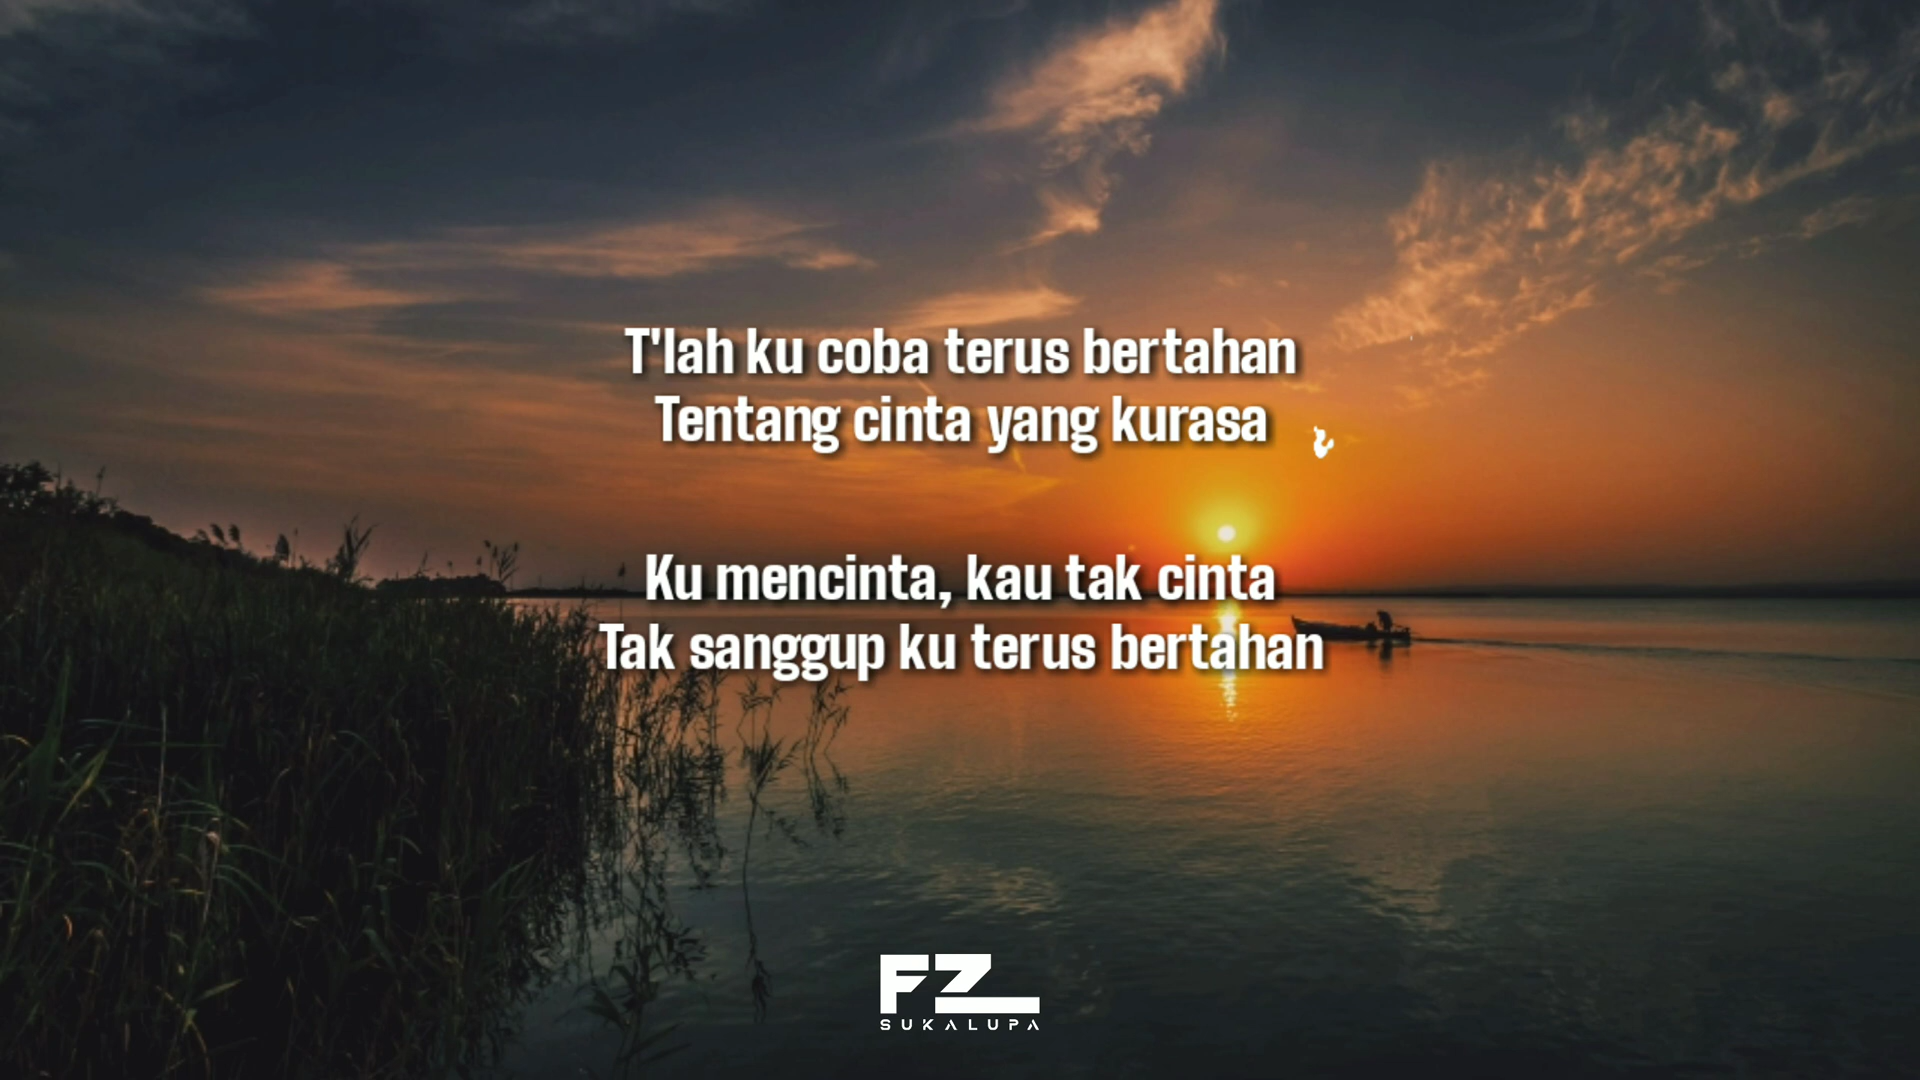 T'lah ku coba terus bertahan
Tentang cinta yang kurasa
Ku mencinta, kau tak cinta
Tak sanggup ku terus bertahan
FZ
SUKALUPA